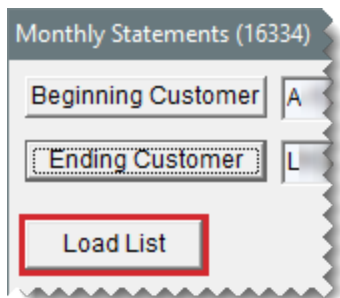 Monthly Statements (16334)
Beginning Customer A
Ending Customer L
Load List